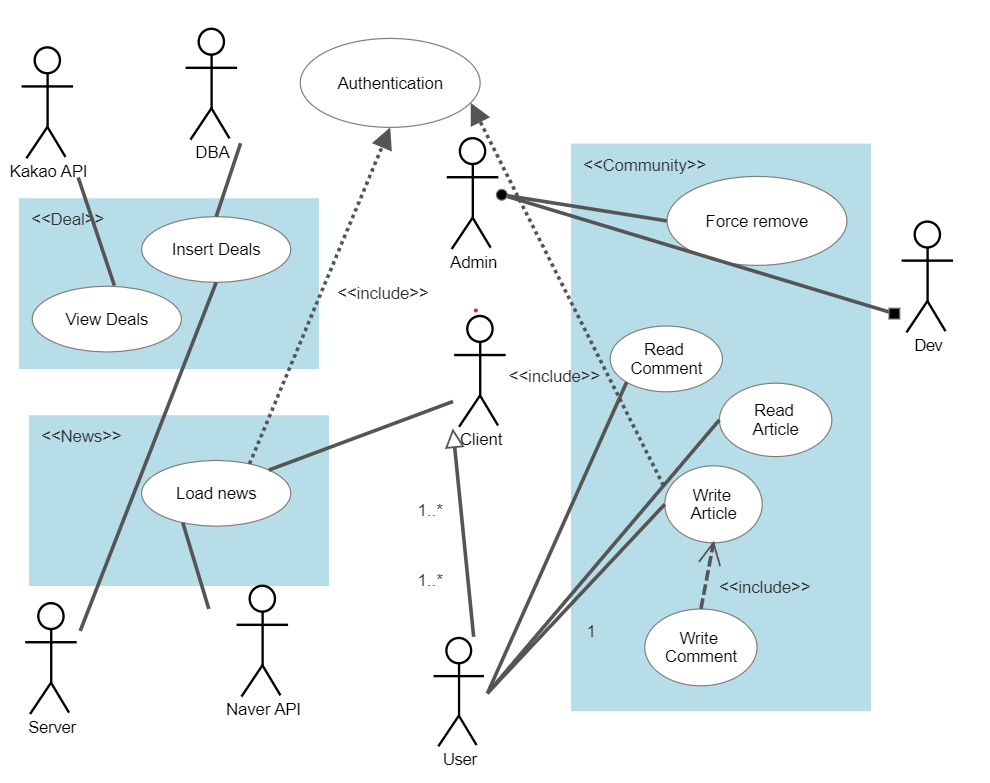 Authentication
DBA
Kakao API
<<Community>>
<<Deal>>
Force remove
Insert Deals
Admin
<<include>>
View Deals
Dev
Read
Comment
<<include>>
Read
Article
<<News>>
Client
Load news
Write
Article
1..*
1..*
<<include>>
1
Write
Comment
Naver API
Server
User